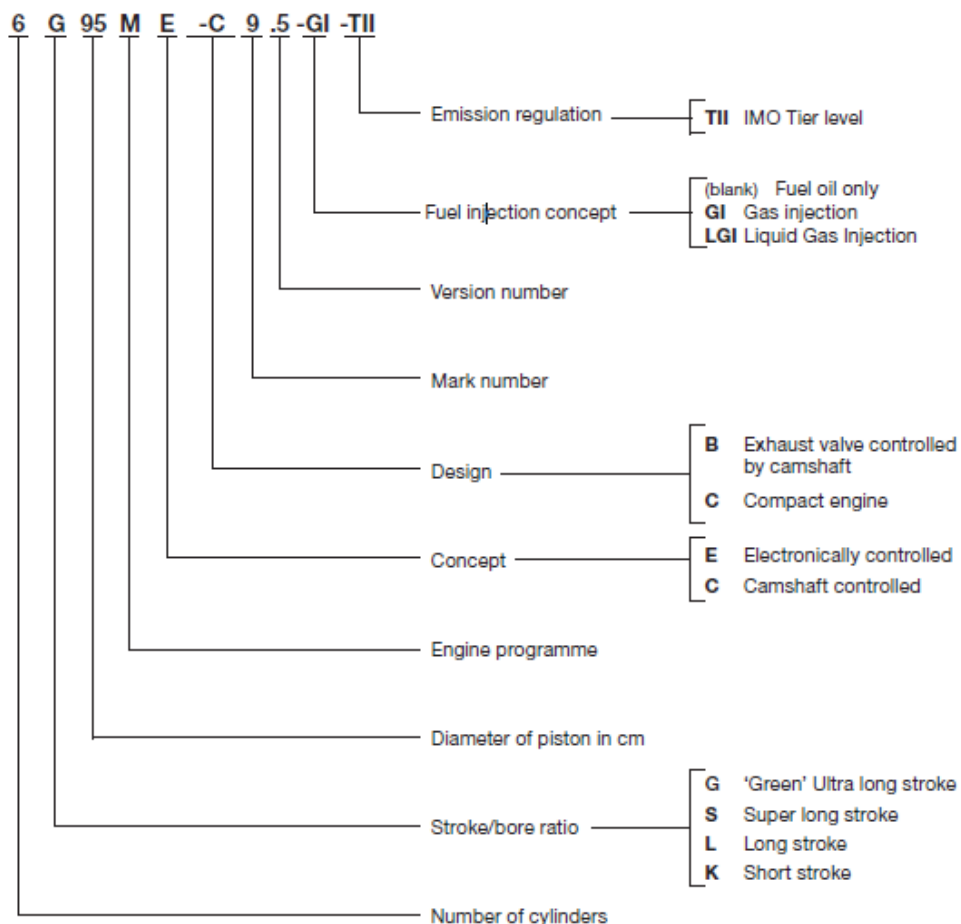 6 G 95 M E -C 9 .5 -GI -TII
Emission regulation
TII IMO Tier level
Fuel injection concept
(blank) Fuel oil only
GI Gas injection
LGI Liquid Gas Injection
Version number
Mark number
Design
B Exhaust valve controlled
by camshaft
C Compact engine
Concept
E Electronically controlled
C Camshaft controlled
Engine programme
Diameter of piston in cm
Stroke/bore ratio
G 'Green' Ultra long stroke
S Super long stroke
L Long stroke
K Short stroke
Number of cylinders